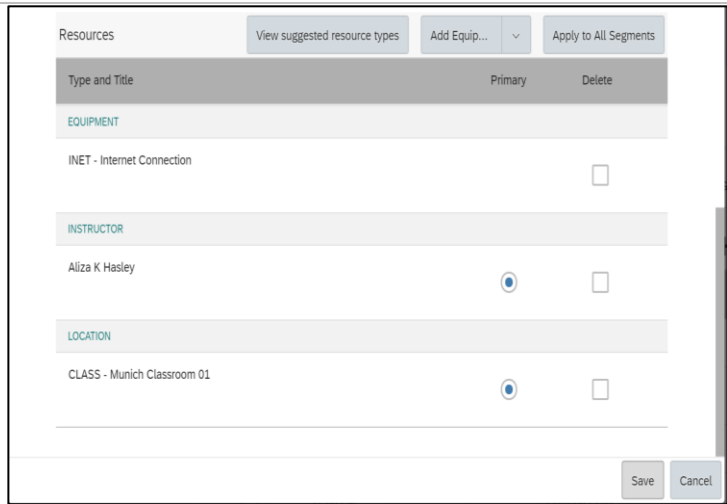 Resources View suggested resource types Add Equip... Apply to All Segments
Type and Title Primary Delete
EQUIPMENT
INET - Internet Connection
INSTRUCTOR
Aliza K Hasley
LOCATION
CLASS - Munich Classroom 01
Save Cancel